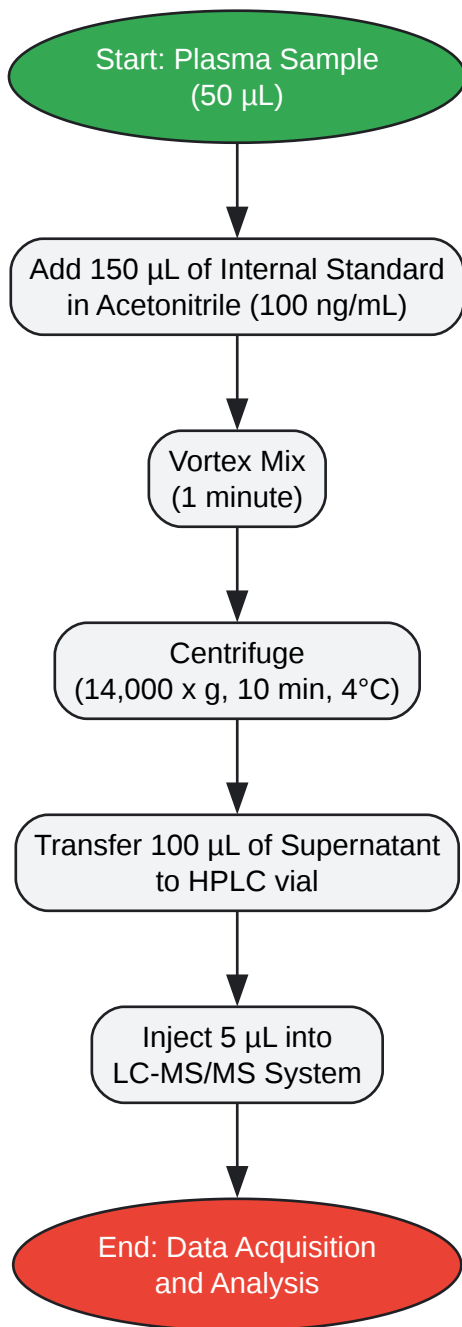 Start: Plasma Sample
(50 µL)
Add 150 µL of Internal Standard
in Acetonitrile (100 ng/mL)
Vortex Mix
(1 minute)
Centrifuge
(14,000 x g, 10 min, 4°C)
Transfer 100 µL of Supernatant
to HPLC vial
Inject 5 µL into
LC-MS/MS System
End: Data Acquisition
and Analysis